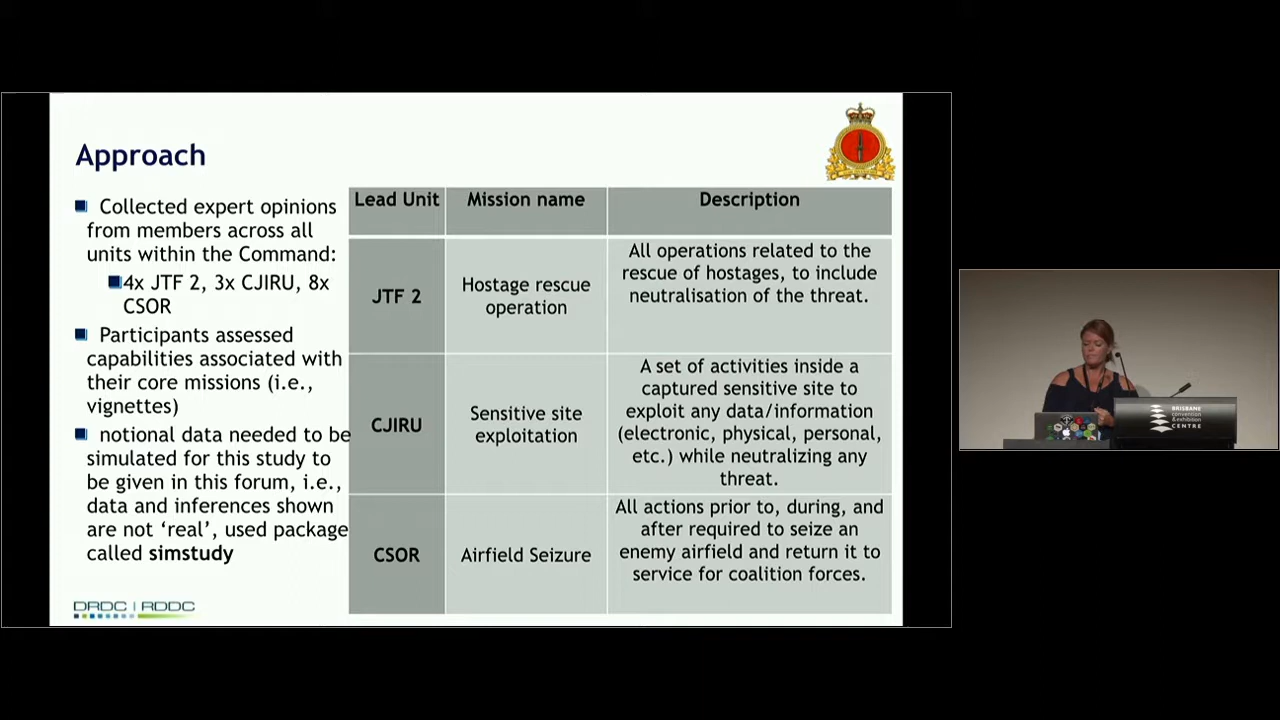 Approach
Collected expert opinions
from members across all
units within the Command:
4x JTF 2, 3x CJIRU, 8x
CSOR
Participants assessed
capabilities associated with
their core missions (i.e.,
vignettes)
notional data needed to be
simulated for this study to
be given in this forum, i.e.,
data and inferences shown
are not ‘real’, used package
called simstudy
DRDC | RDDC
Lead Unit Mission name Description
JTF 2
Hostage rescue
operation
All operations related to the
rescue of hostages, to include
neutralisation of the threat.
CJIRU
Sensitive site
exploitation
A set of activities inside a
captured sensitive site to
exploit any data/information
(electronic, physical, personal,
etc.) while neutralizing any
threat.
CSOR
Airfield Seizure
All actions prior to, during, and
after required to seize an
enemy airfield and return it to
service for coalition forces.
BRISBANE
convention
& exhibition
CENTRE